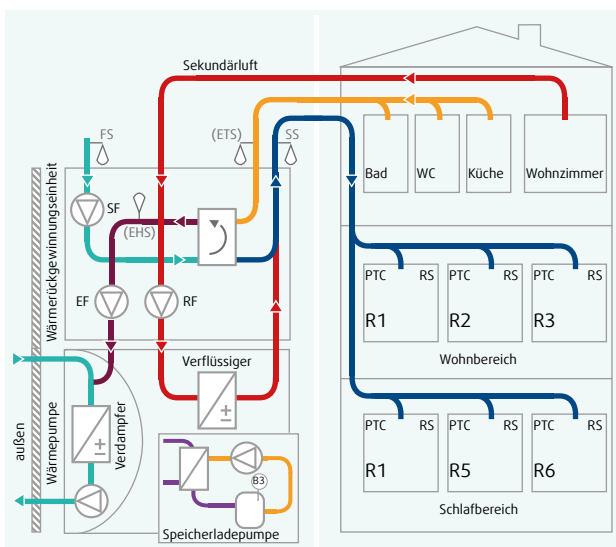 Sekundärluft
FS
(ETS)
SS
Bad
WC
Küche
Wohnzimmer
Wärmerückgewinnungseinheit
SF
(EHS)
EF
RF
PTC RS
R1
PTC RS
R2
PTC RS
R3
Wohnbereich
außen
Wärmepumpe
Verdampfer
±
Verflüssiger
±
B3
Speicherladepumpe
PTC RS
R1
PTC RS
R5
PTC RS
R6
Schlafbereich